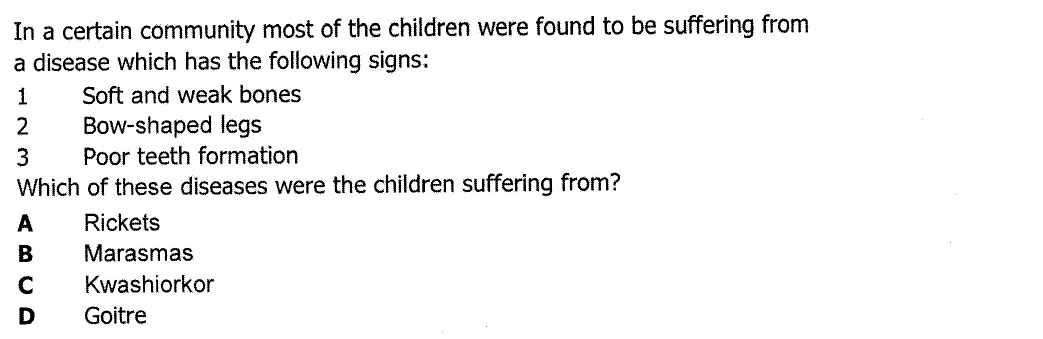 In a certain community most of the children were found to be suffering from
a disease which has the following signs:
1 Soft and weak bones
2 Bow-shaped legs
3 Poor teeth formation
Which of these diseases were the children suffering from?
A Rickets
B Marasmas
C Kwashiorkor
D Goitre